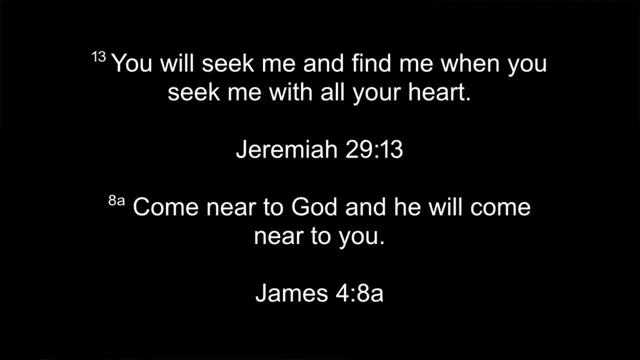 13 You will seek me and find me when you
seek me with all your heart.
Jeremiah 29:13
8a Come near to God and he will come
near to you.
James 4:8a